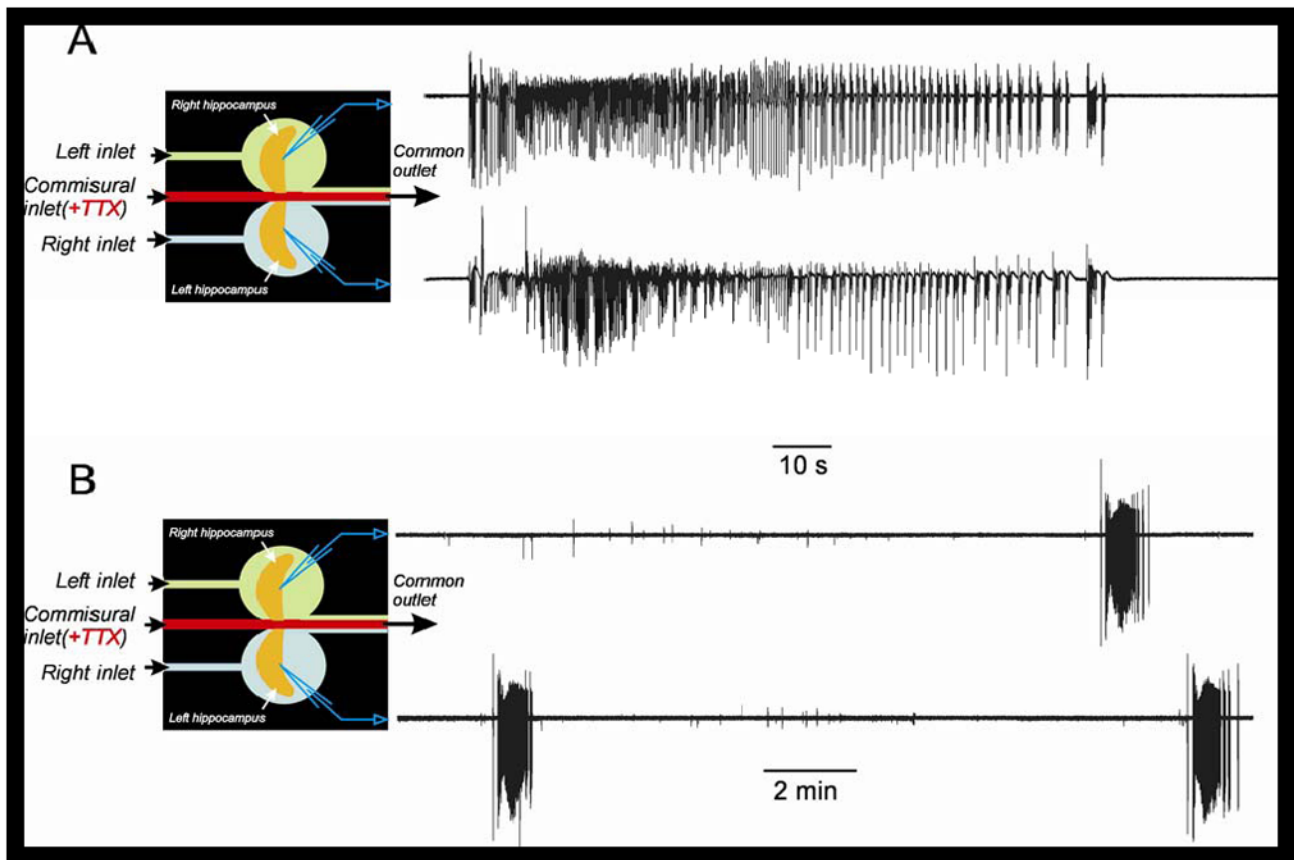 A
Right hippocampus
Left inlet
Common
outlet
Commisural
inlet(+TTX)
Right inlet
Left hippocampus
10 s
B
Right hippocampus
Left inlet
Common
outlet
Commisural
inlet(+TTX)
Right inlet
Left hippocampus
2 min